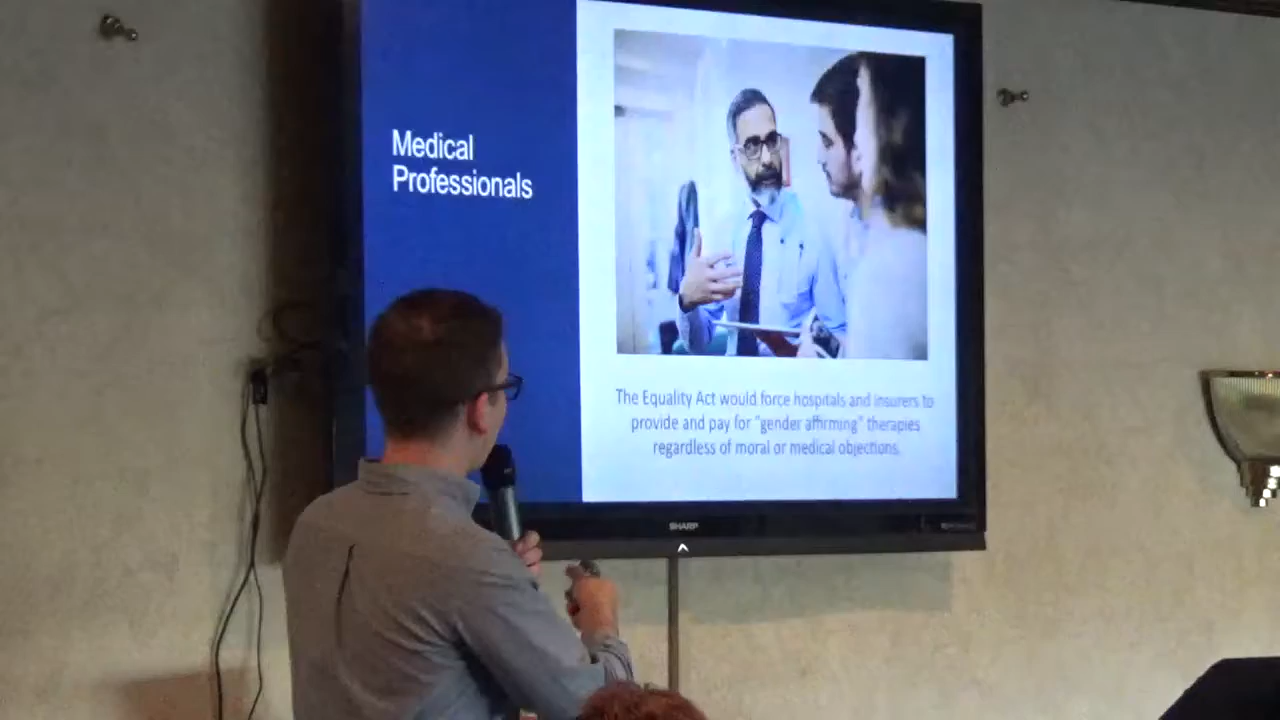 Medical
Professionals
The Equality Act would force hospitals and insurers to
provide and pay for "gender affirming" therapies
regardless of moral or medical objections.
SHARP